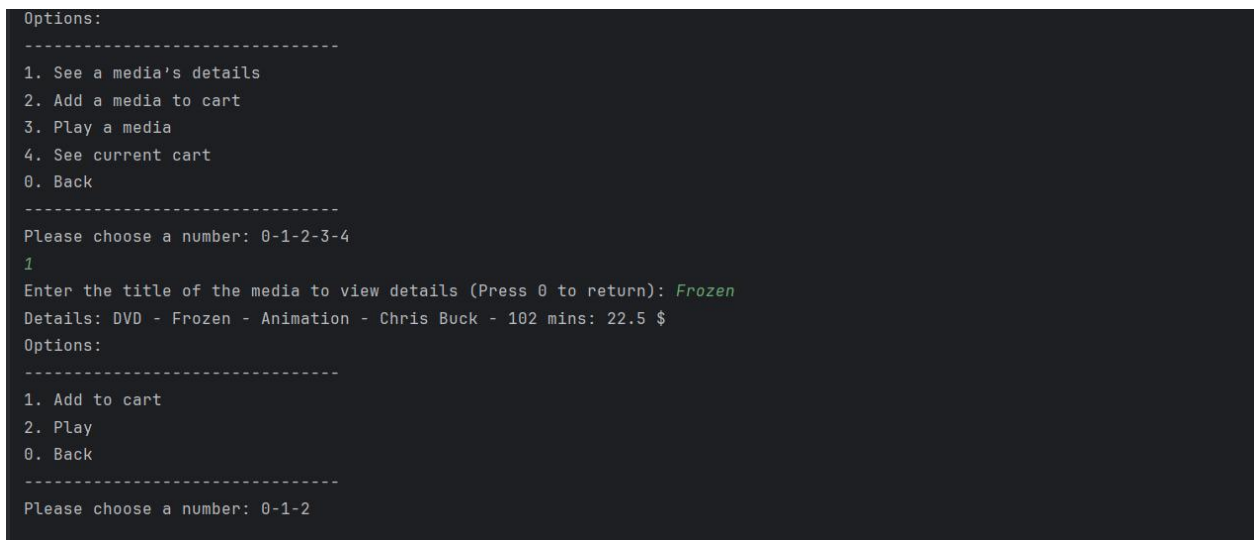 Options:
--------------------------------
1. See a media's details
2. Add a media to cart
3. Play a media
4. See current cart
0. Back
--------------------------------
Please choose a number: 0-1-2-3-4
1
Enter the title of the media to view details (Press 0 to return): Frozen
Details: DVD - Frozen - Animation - Chris Buck - 102 mins: 22.5 $
Options:
--------------------------------
1. Add to cart
2. Play
0. Back
--------------------------------
Please choose a number: 0-1-2